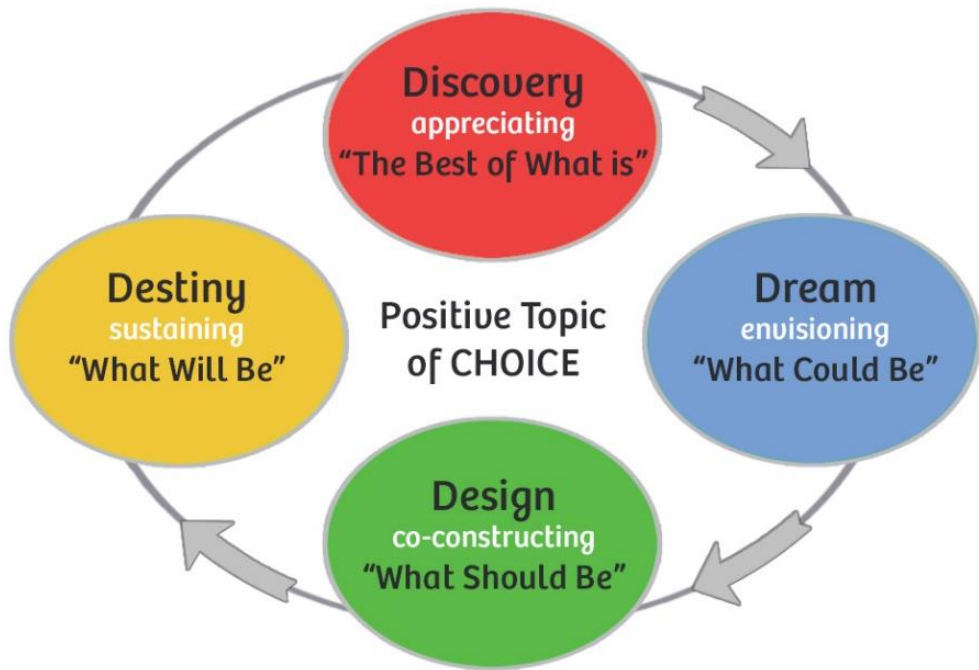 Discovery
appreciating
“The Best of What is”
Dream
envisioning
“What Could Be”
Design
co-constructing
“What Should Be”
Destiny
sustaining
“What Will Be”
Positive Topic
of CHOICE